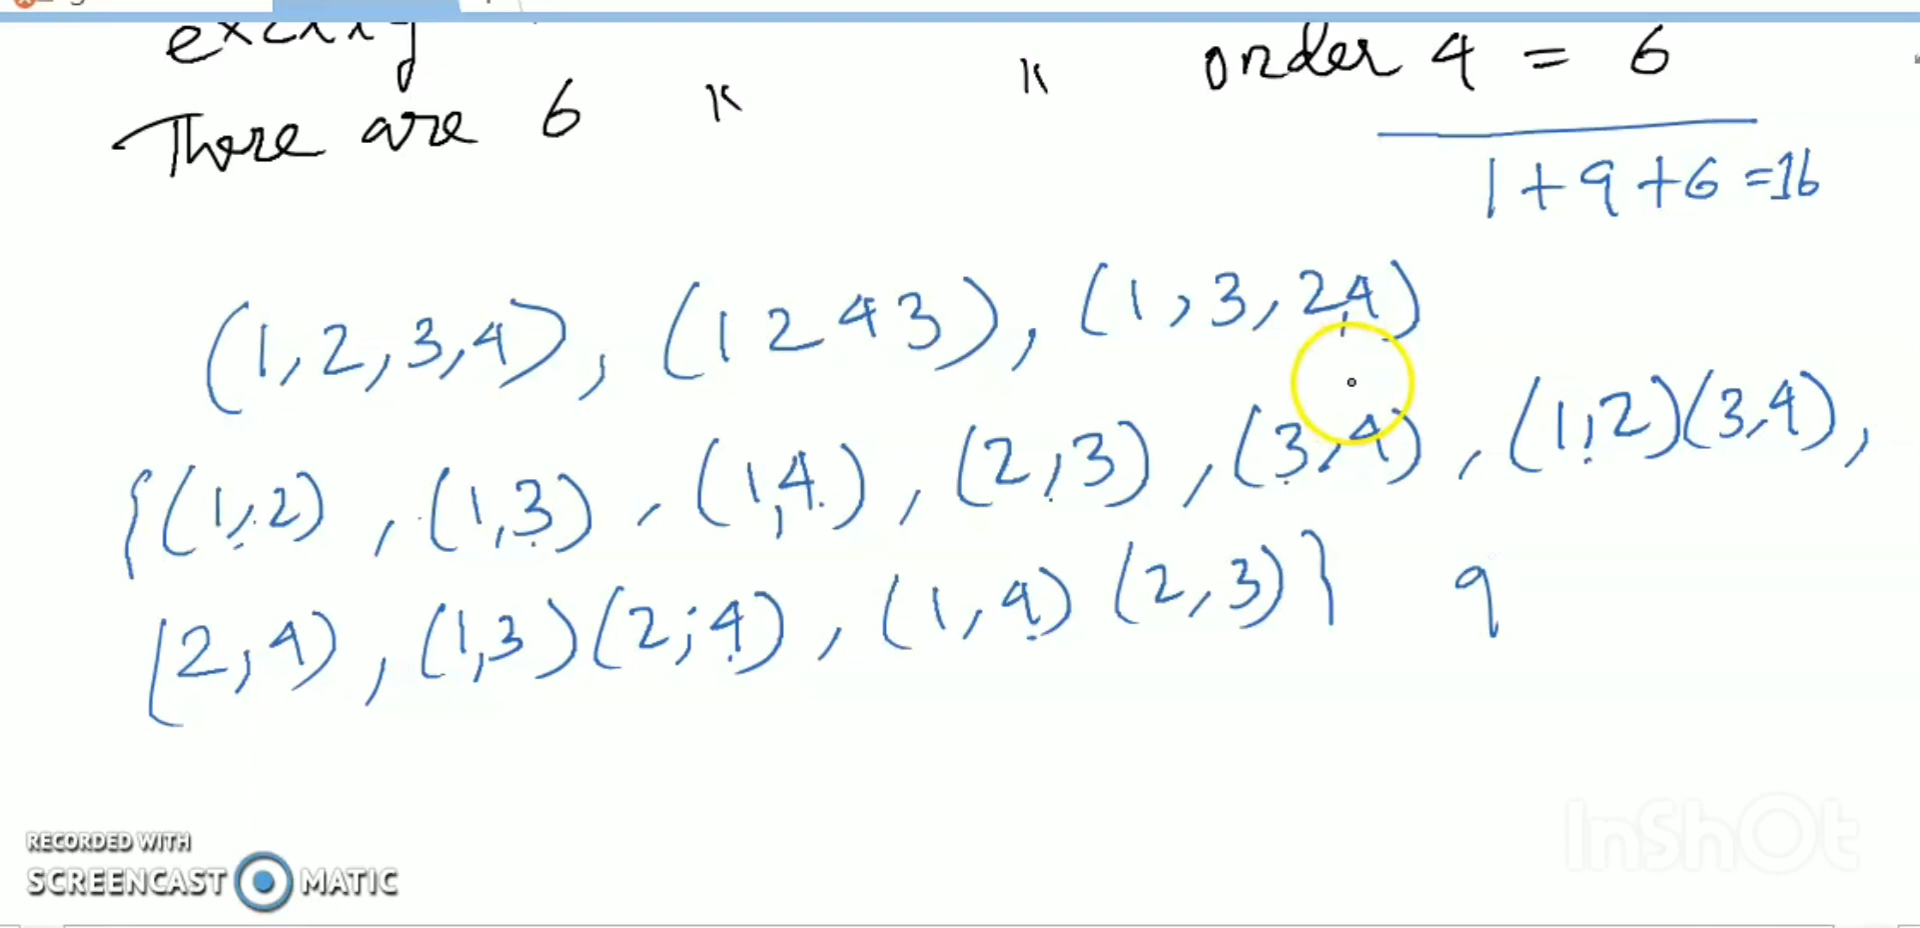 There are 6 " " order 4 = 6
1 + 9 + 6 = 16
(1, 2, 3, 4), (1 2 4 3), (1, 3, 2, 4)
{(1, 2), (1, 3), (1, 4), (2, 3), (3, 4), (1, 2)(3, 4),
(2, 4), (1, 3)(2, 4), (1, 4) (2, 3)} 9
InShOt
RECORDED WITH
SCREENCAST MATIC